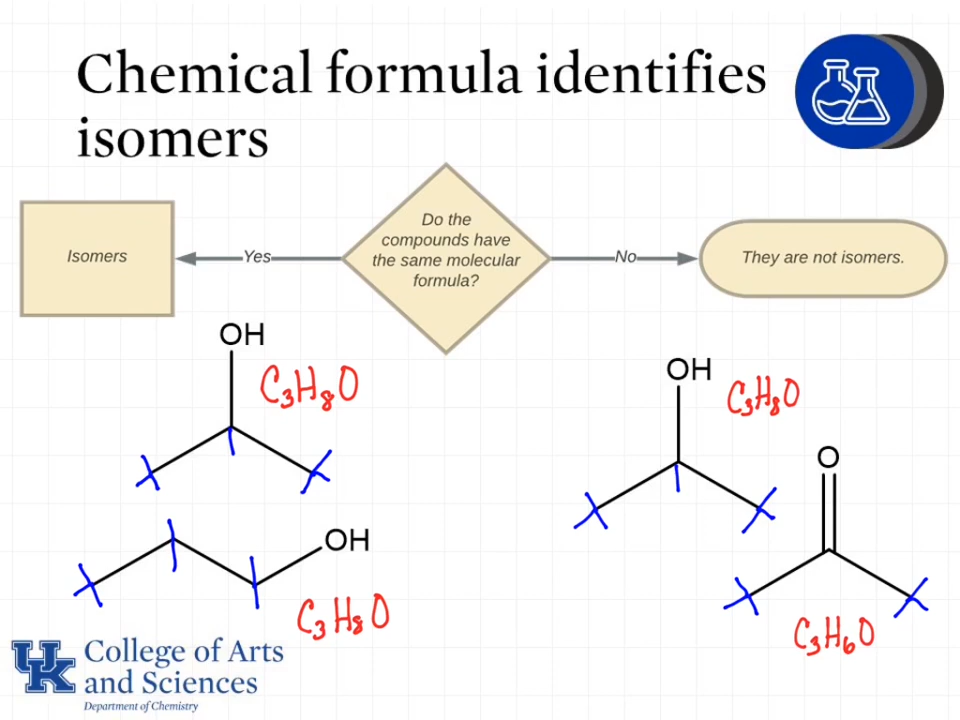 Chemical formula identifies
isomers
Isomers
Yes
Do the
compounds have
the same molecular
formula?
No
They are not isomers.
OH
C₃H₈O
OH
C₃H₈O
O
OH
C₃H₈O
C₃H₆O
UK
College of Arts
and Sciences
Department of Chemistry